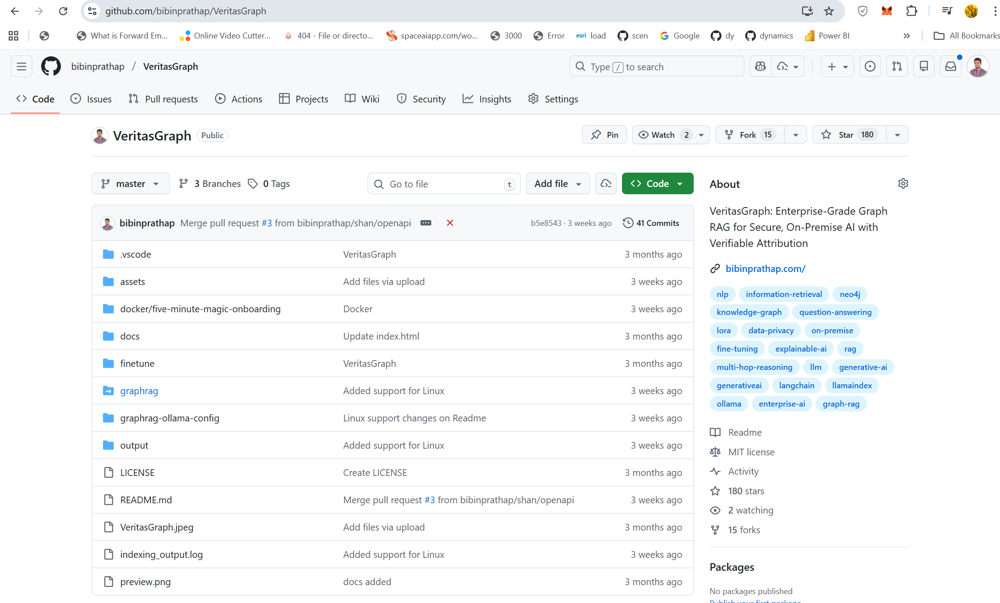 github.com/bibinprathap/VeritasGraph
What is Forward Em...
Online Video Cutter...
404 - File or directo...
spaceaiapp.com/wo...
3000
Error
esri load
scen
Google
dy
dynamics
Power BI
All Bookmarks
bibinprathap / VeritasGraph
Type / to search
Code
Issues
Pull requests
Actions
Projects
Wiki
Security
Insights
Settings
VeritasGraph Public
Pin
Watch 2
Fork 15
Star 180
master
3 Branches
0 Tags
Go to file t
Add file
Code
bibinprathap Merge pull request #3 from bibinprathap/shan/openapi
b5e8543 · 3 weeks ago
41 Commits
.vscode VeritasGraph 3 months ago
assets Add files via upload 3 weeks ago
docker/five-minute-magic-onboarding Docker 3 weeks ago
docs Update index.html 3 months ago
finetune VeritasGraph 3 months ago
graphrag Added support for Linux 3 weeks ago
graphrag-ollama-config Linux support changes on Readme 3 weeks ago
output Added support for Linux 3 weeks ago
LICENSE Create LICENSE 3 months ago
README.md Merge pull request #3 from bibinprathap/shan/openapi 3 weeks ago
VeritasGraph.jpeg Add files via upload 3 months ago
indexing_output.log Added support for Linux 3 weeks ago
preview.png docs added 3 months ago
About
VeritasGraph: Enterprise-Grade Graph
RAG for Secure, On-Premise AI with
Verifiable Attribution
bibinprathap.com/
nlp information-retrieval neo4j
knowledge-graph question-answering
lora data-privacy on-premise
fine-tuning explainable-ai rag
multi-hop-reasoning llm generative-ai
generativeai langchain llamaindex
ollama enterprise-ai graph-rag
Readme
MIT license
Activity
180 stars
2 watching
15 forks
Packages
No packages published
Publish your first package